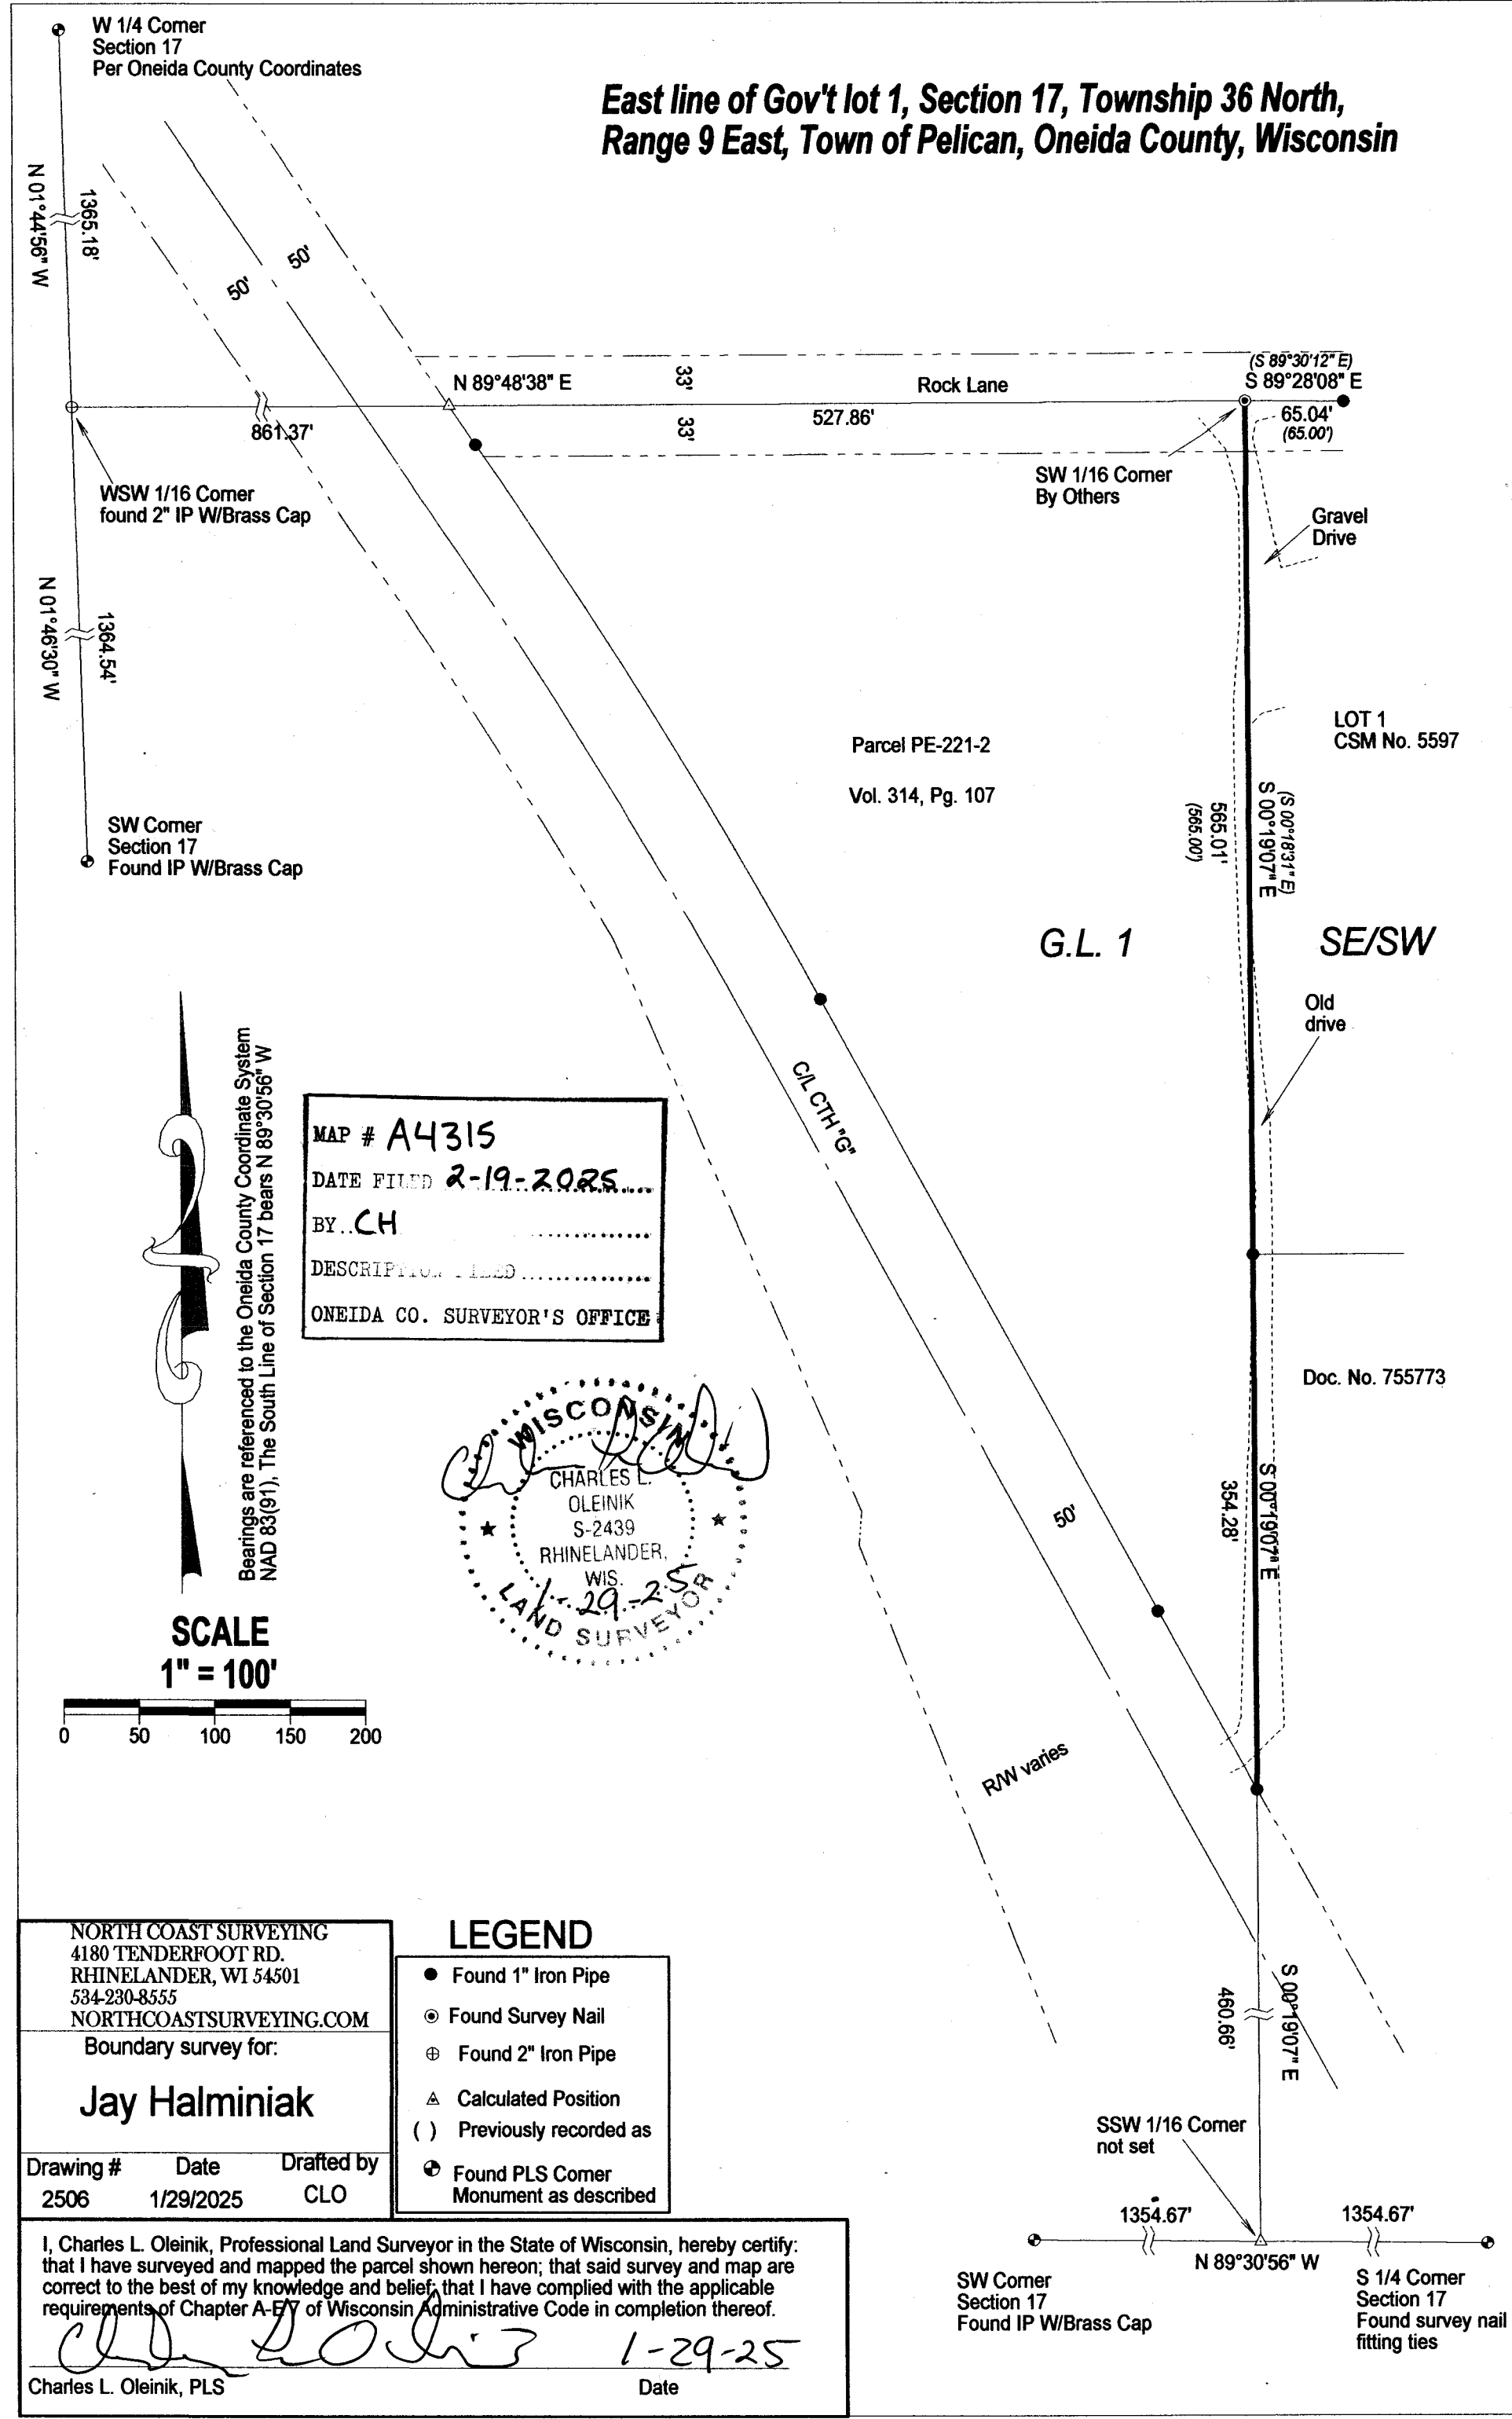 W 1/4 Corner
Section 17
Per Oneida County Coordinates
East line of Gov't lot 1, Section 17, Township 36 North,
Range 9 East, Town of Pelican, Oneida County, Wisconsin
N 01°44'56" W
1365.18'
50'
50'
N 89°48'38" E
33'
33'
Rock Lane
(S 89°30'12" E)
S 89°28'08" E
861.37'
527.86'
65.04'
(65.00')
WSW 1/16 Corner
found 2" IP W/Brass Cap
SW 1/16 Corner
By Others
Gravel
Drive
N 01°46'30" W
1364.54'
SW Corner
Section 17
Found IP W/Brass Cap
Parcel PE-221-2
Vol. 314, Pg. 107
LOT 1
CSM No. 5597
(S 00°18'31" E)
S 00°19'07" E
565.01'
(565.00')
G.L. 1
SE/SW
Old
drive
C/L CTH "G"
Bearings are referenced to the Oneida County Coordinate System
NAD 83(91), The South Line of Section 17 bears N 89°30'56" W
MAP # A4315
DATE FILED 2-19-2025
BY.. CH
DESCRIPTION FILED
ONEIDA CO. SURVEYOR'S OFFICE
Doc. No. 755773
WISCONSIN
CHARLES L.
OLEINIK
S-2439
RHINELANDER,
WIS.
1-29-25
LAND SURVEYOR
S 00°19'07" E
354.28'
50'
R/W varies
SCALE
1" = 100'
0 50 100 150 200
NORTH COAST SURVEYING
4180 TENDERFOOT RD.
RHINELANDER, WI 54501
534-230-8555
NORTHCOASTSURVEYING.COM
Boundary survey for:
Jay Halminiak
Drawing # Date Drafted by
2506 1/29/2025 CLO
LEGEND
Found 1" Iron Pipe
Found Survey Nail
Found 2" Iron Pipe
Calculated Position
( ) Previously recorded as
Found PLS Corner
Monument as described
S 00°19'07" E
460.66'
SSW 1/16 Corner
not set
1354.67'
1354.67'
N 89°30'56" W
SW Corner
Section 17
Found IP W/Brass Cap
S 1/4 Corner
Section 17
Found survey nail
fitting ties
I, Charles L. Oleinik, Professional Land Surveyor in the State of Wisconsin, hereby certify:
that I have surveyed and mapped the parcel shown hereon; that said survey and map are
correct to the best of my knowledge and belief; that I have complied with the applicable
requirements of Chapter A-E 7 of Wisconsin Administrative Code in completion thereof.
1-29-25
Charles L. Oleinik, PLS
Date